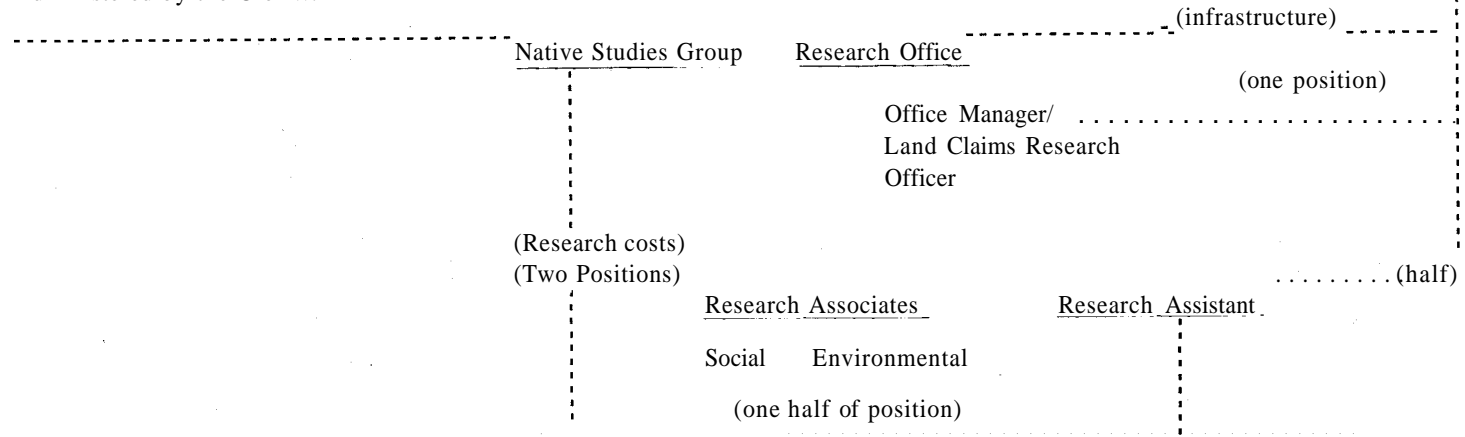 (infrastructure)
Native Studies Group Research Office
(one position)
Office Manager/
Land Claims Research
Officer
(Research costs)
(Two Positions) (half)
Research Associates Research Assistant
Social Environmental
(one half of position)